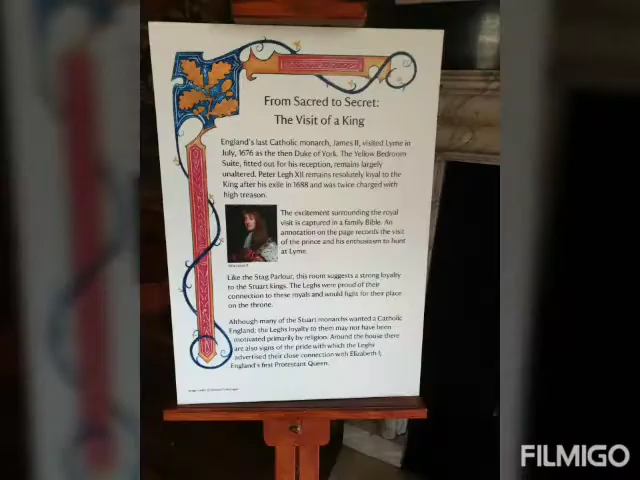 From Sacred to Secret:
The Visit of a King
England's last Catholic monarch, James II, visited Lyme in
July, 1676 as the then Duke of York. The Yellow Bedroom
Suite, fitted out for his reception, remains largely
unaltered. Peter Legh XII remains resolutely loyal to the
King after his exile in 1688 and was twice charged with
high treason.
The excitement surrounding the royal
visit is captured in a family Bible. An
annotation on the page records the visit
of the prince and his enthusiasm to hunt
at Lyme.
Like the Stag Parlour, this room suggests a strong loyalty
to the Stuart kings. The Leghs were proud of their
connection to these royals and would fight for their place
on the throne.
Although many of the Stuart monarchs wanted a Catholic
England; the Leghs loyalty to them may not have been
motivated primarily by religion. Around the house there
are also signs of the pride with which the Leghs
advertised their close connection with Elizabeth I,
England's first Protestant Queen.
FILMIGO